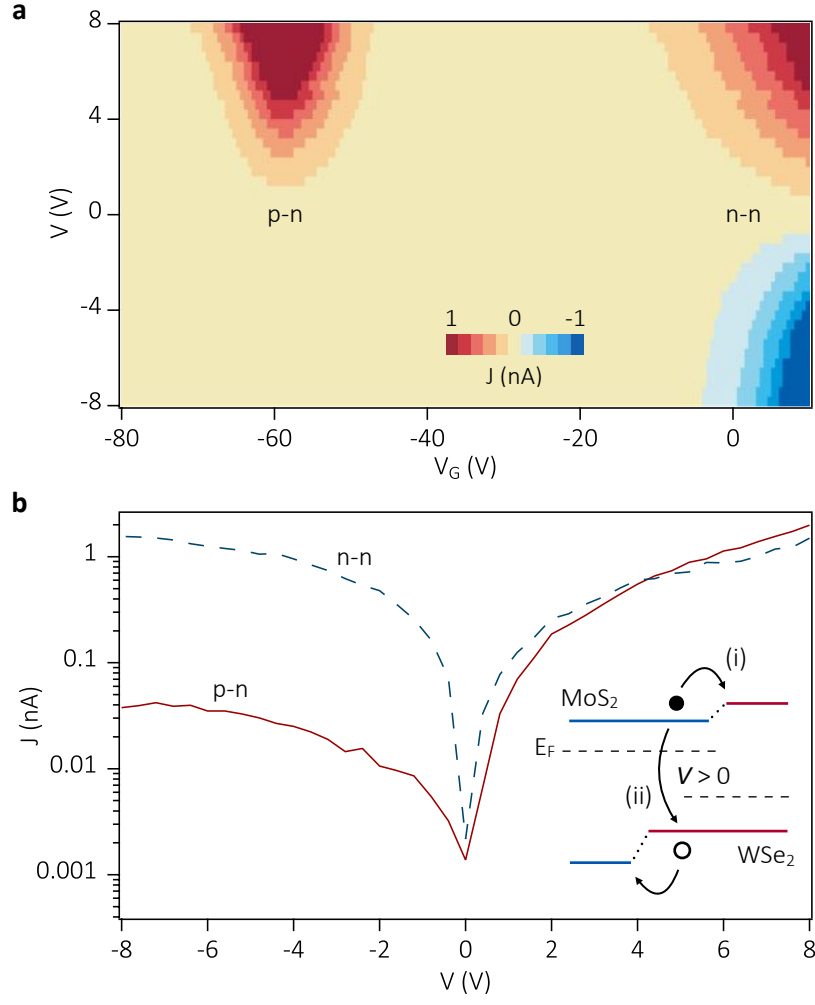 a
8
4
0
-4
-8
V (V)
p-n
n-n
1 0 -1
J (nA)
-80 -60 -40 -20 0
V_G (V)
b
1
0.1
0.01
0.001
J (nA)
n-n
p-n
(i)
MoS₂
E_F
V > 0
(ii)
WSe₂
-8 -6 -4 -2 0 2 4 6 8
V (V)